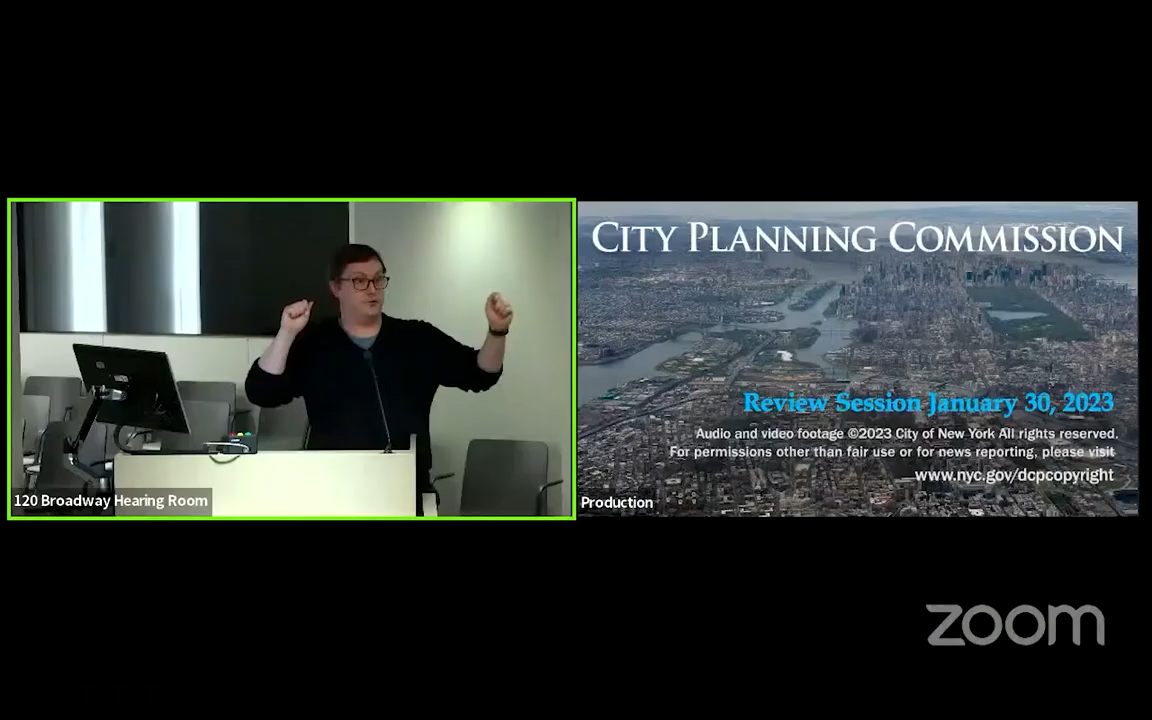 CITY PLANNING COMMISSION
Review Session January 30, 2023
Audio and video footage ©2023 City of New York All rights reserved.
For permissions other than fair use or for news reporting, please visit
www.nyc.gov/dcpcopyright
120 Broadway Hearing Room
Production
zoom